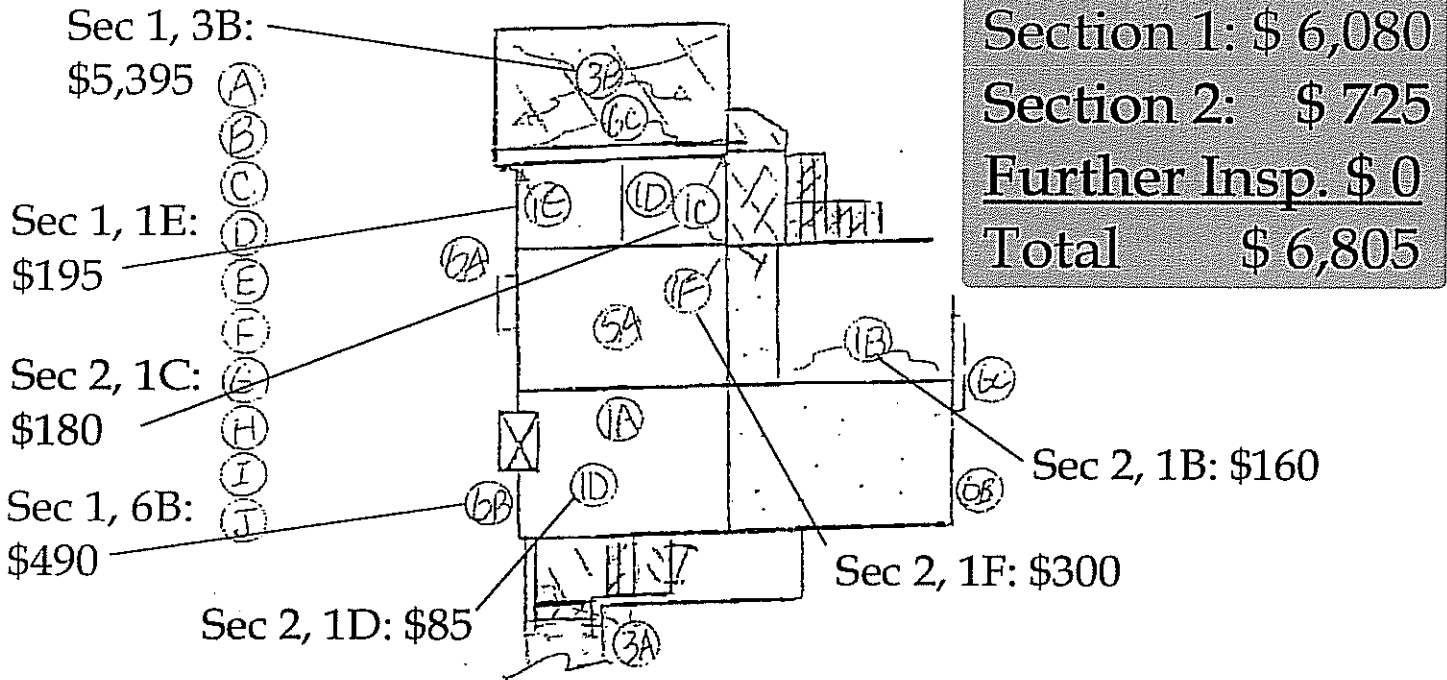 Sec 1, 3B:
$5,395
Section 1: $ 6,080
Section 2: $ 725
Further Insp. $ 0
Total $ 6,805
A
B
C
D
E
F
G
H
I
J
Sec 1, 1E:
$195
Sec 2, 1C:
$180
Sec 1, 6B:
$490
3B
6C
1E
1D
1C
6A
1F
5A
1B
6C
1A
1D
6B
6B
3A
Sec 2, 1B: $160
Sec 2, 1F: $300
Sec 2, 1D: $85